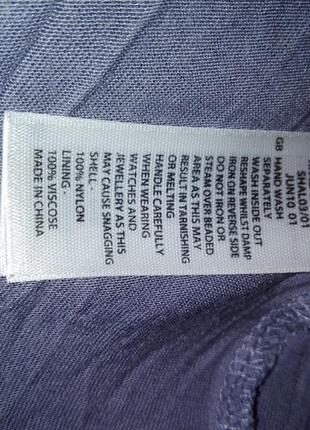 SHAL03/01
JUN10 01
GB HAND WASH
SEPARATELY
WASH INSIDE OUT
RESHAPE WHILST DAMP
IRON ON REVERSE SIDE
DO NOT IRON OR
STEAM OVER BEADED
AREA AS THIS MAY
RESULT IN TARNISHING
OR MELTING
HANDLE CAREFULLY
WHEN WEARING
WATCHES AND
JEWELLERY AS THIS
MAY CAUSE SNAGGING
SHELL:
100% NYLON
LINING:
100% VISCOSE
MADE IN CHINA